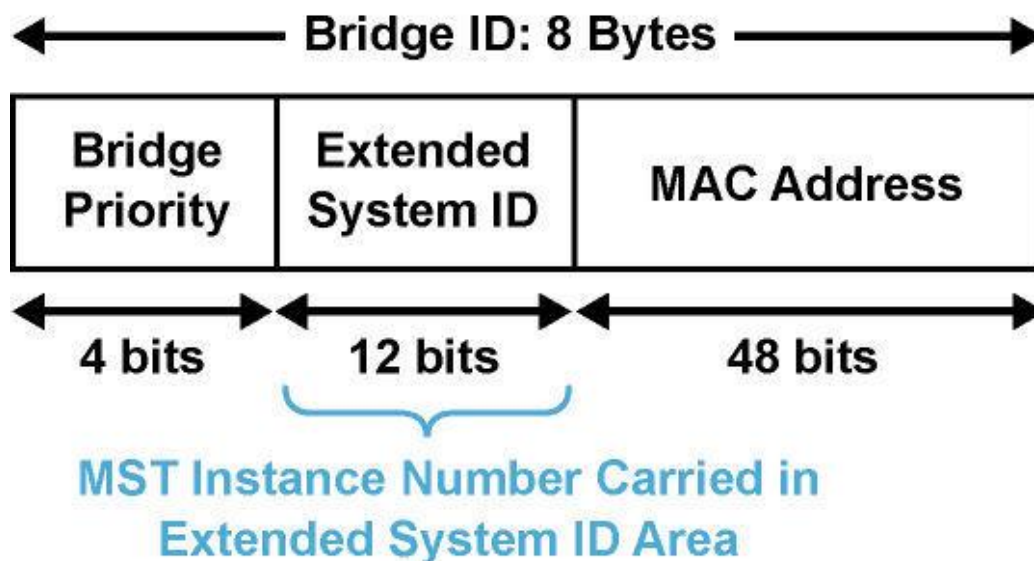 Bridge ID: 8 Bytes
Bridge Priority
Extended System ID
MAC Address
4 bits
12 bits
48 bits
MST Instance Number Carried in
Extended System ID Area